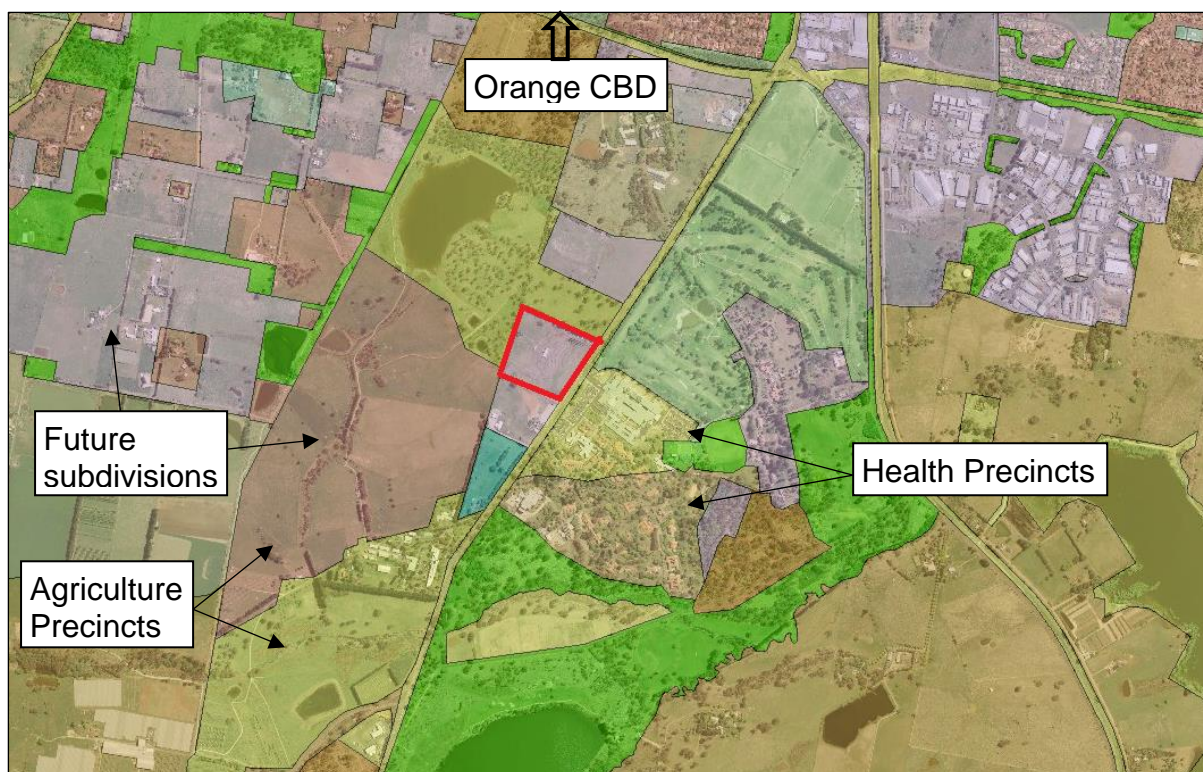 Orange CBD
Future
subdivisions
Health Precincts
Agriculture
Precincts